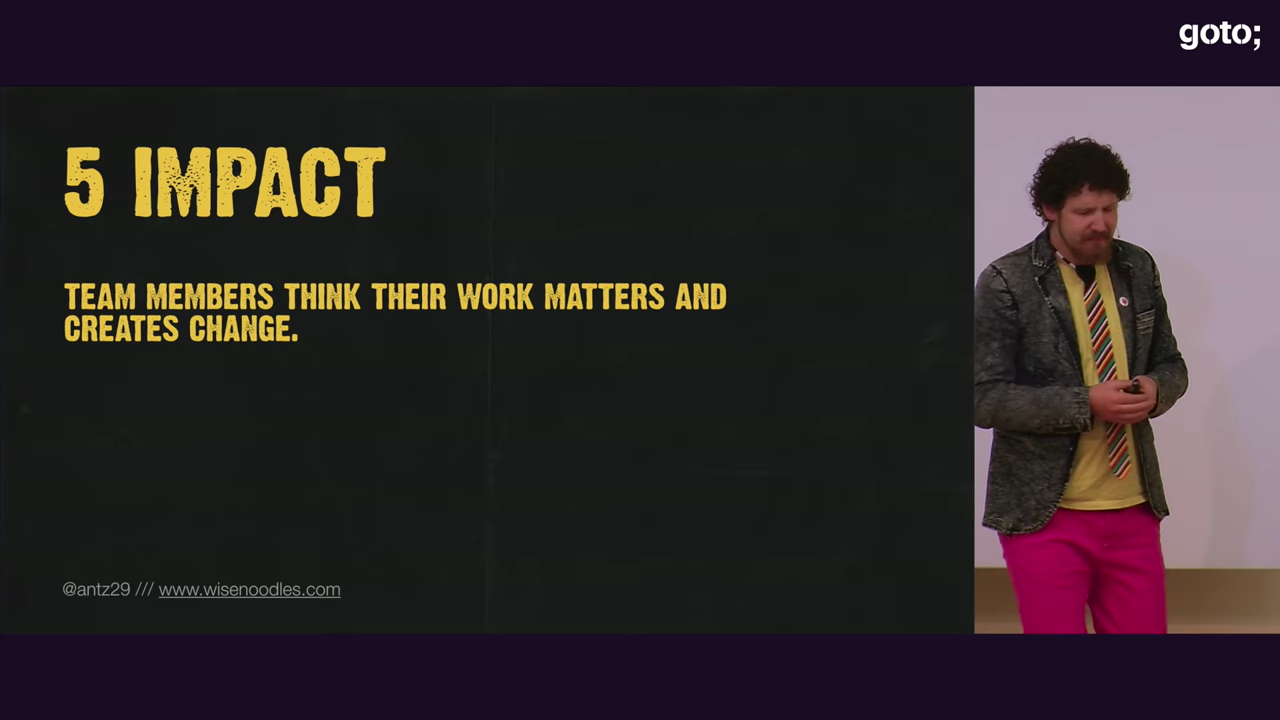 goto;
5 IMPACT
TEAM MEMBERS THINK THEIR WORK MATTERS AND
CREATES CHANGE.
@antz29 /// www.wisenoodles.com